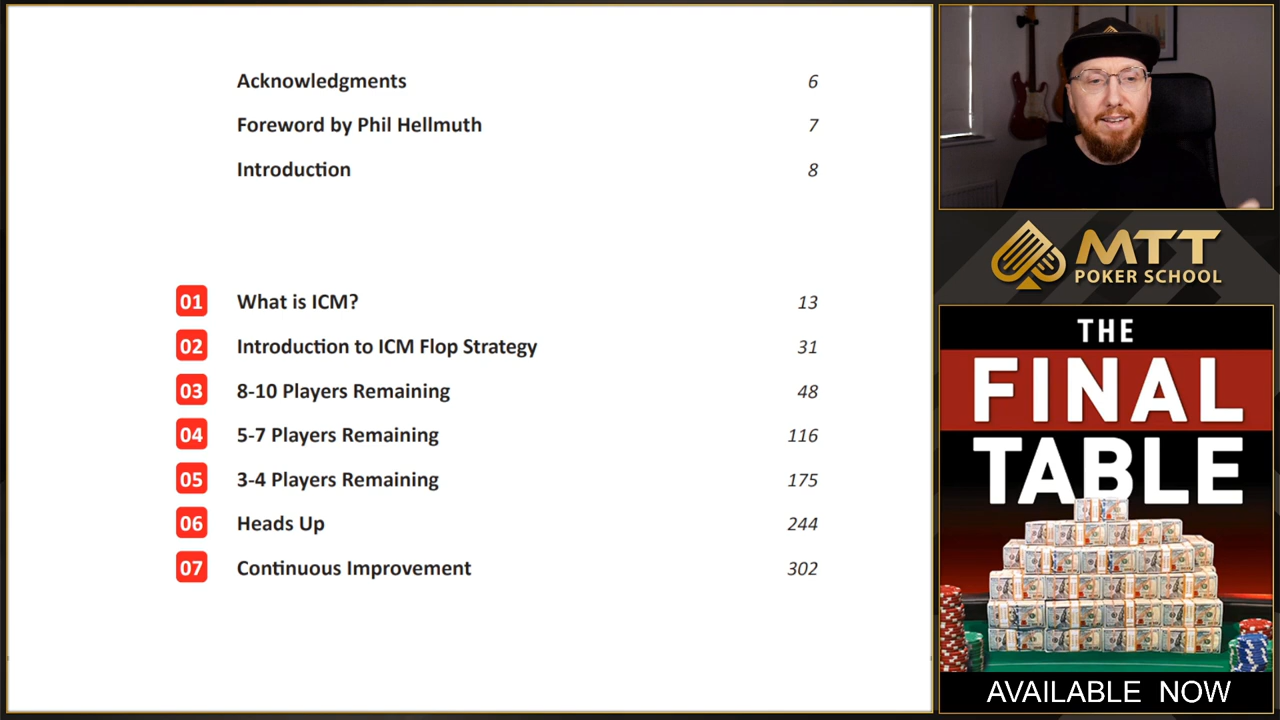 Acknowledgments 6
Foreword by Phil Hellmuth 7
Introduction 8
01 What is ICM? 13
02 Introduction to ICM Flop Strategy 31
03 8-10 Players Remaining 48
04 5-7 Players Remaining 116
05 3-4 Players Remaining 175
06 Heads Up 244
07 Continuous Improvement 302
MTT
POKER SCHOOL
THE
FINAL
TABLE
AVAILABLE NOW